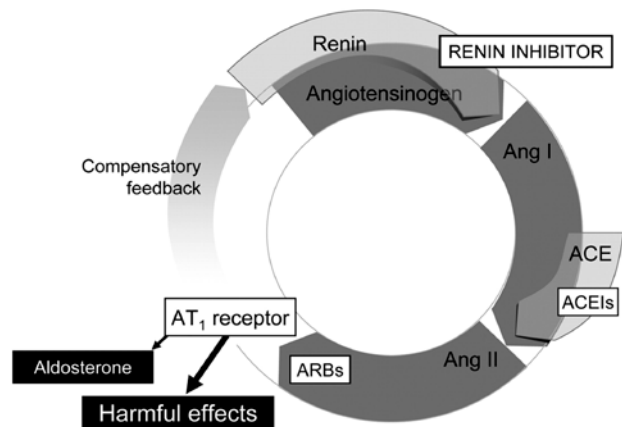 Renin
RENIN INHIBITOR
Angiotensinogen
Ang I
Compensatory
feedback
ACE
ACEIs
AT₁ receptor
Ang II
ARBs
Aldosterone
Harmful effects